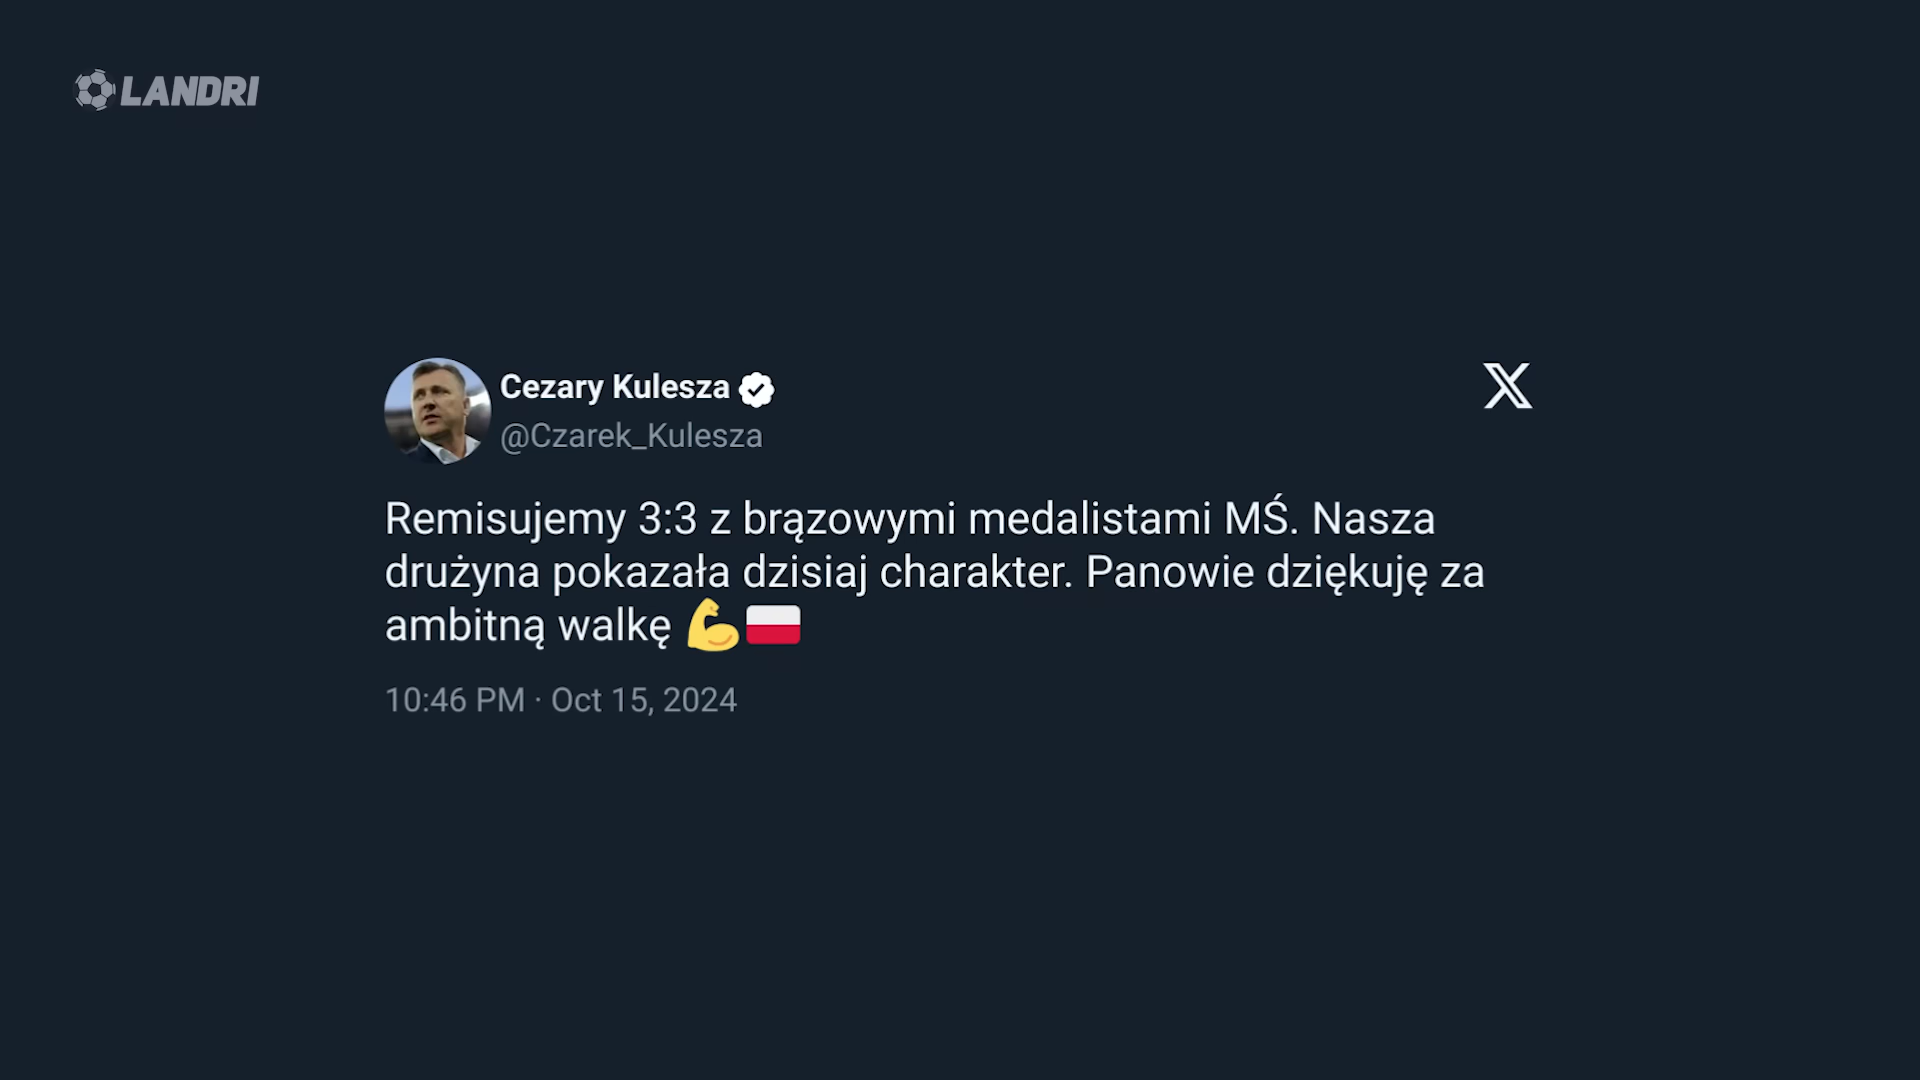 LANDRI
Cezary Kulesza
@Czarek_Kulesza
Remisujemy 3:3 z brązowymi medalistami MŚ. Nasza
drużyna pokazała dzisiaj charakter. Panowie dziękuję za
ambitną walkę 💪🇵🇱
10:46 PM · Oct 15, 2024